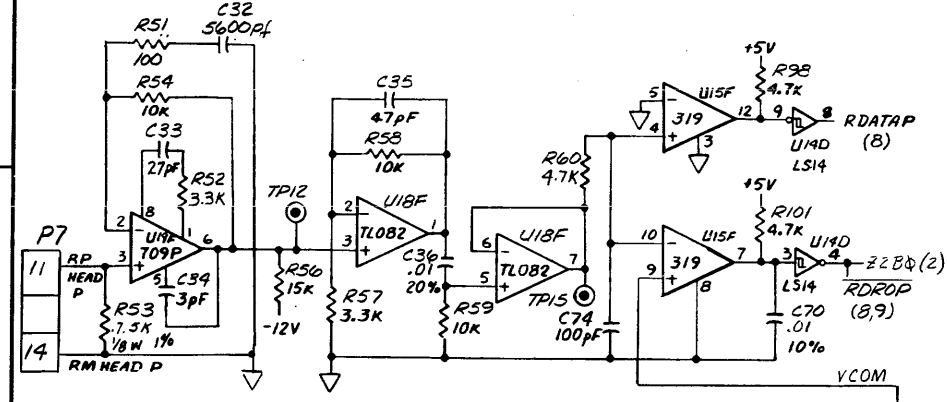 C32
5600pf
R51
100
R54
10K
C33
27pF
R52
3.3K
8
1
2
3
5
6
U19F
709P
C34
3pF
P7
11
14
RP
HEAD
P
R53
7.5K
1/8 W 1%
RM HEAD P
TP12
R56
15K
-12V
C35
47pF
R58
10K
U18F
TL082
2
3
1
R57
3.3K
C36
.01
20%
R59
10K
U18F
TL082
6
5
7
TP15
R60
4.7K
C74
100pF
+5V
R98
4.7K
U15F
319
5
4
12
3
9
8
RDATAP
(8)
U14D
LS14
+5V
R101
4.7K
U15F
319
10
9
7
8
3
4
U14D
LS14
Z2BØ(2)
RDROP
(8,9)
C70
.01
10%
VCOM